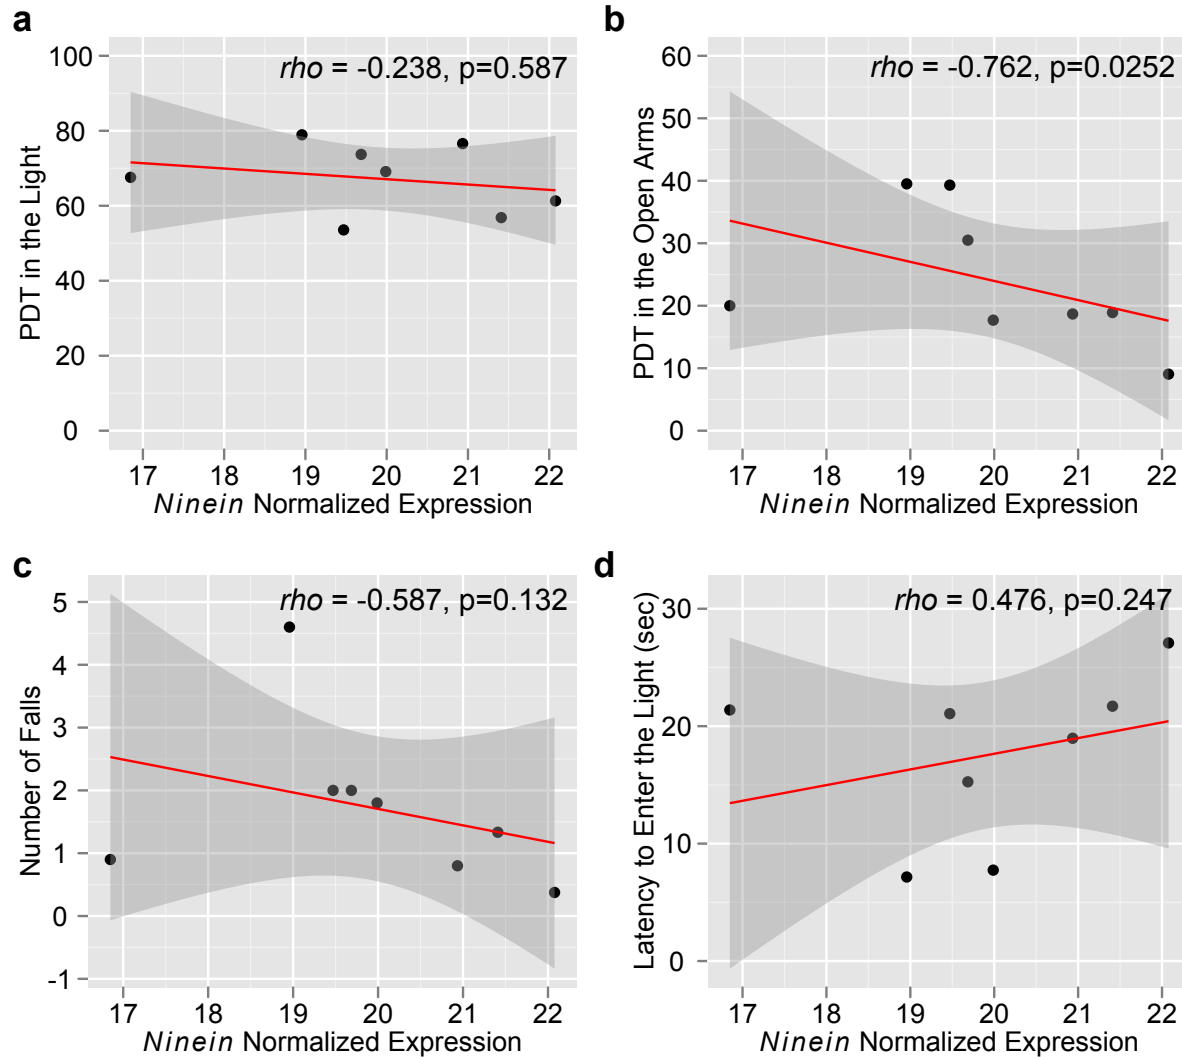 a
rho = -0.238, p=0.587
PDT in the Light
100
80
60
40
20
0
17 18 19 20 21 22
Ninein Normalized Expression
b
rho = -0.762, p=0.0252
PDT in the Open Arms
60
50
40
30
20
10
0
17 18 19 20 21 22
Ninein Normalized Expression
c
rho = -0.587, p=0.132
Number of Falls
5
4
3
2
1
0
-1
17 18 19 20 21 22
Ninein Normalized Expression
d
rho = 0.476, p=0.247
Latency to Enter the Light (sec)
30
20
10
0
17 18 19 20 21 22
Ninein Normalized Expression